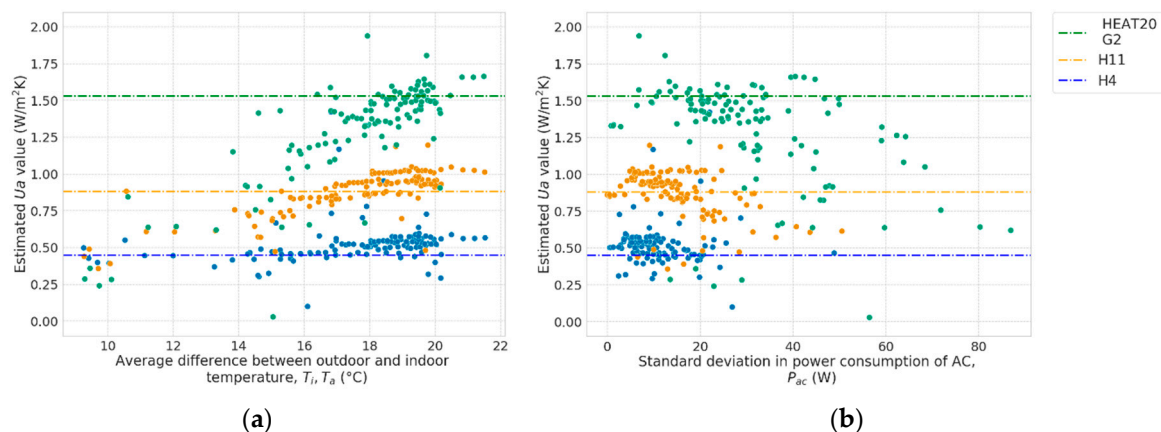 2.00
1.75
1.50
1.25
1.00
0.75
0.50
0.25
0.00
Estimated Ua value (W/m²K)
10 12 14 16 18 20 22
Average difference between outdoor and indoor
temperature, Ti, Ta (°C)
(a)
2.00
1.75
1.50
1.25
1.00
0.75
0.50
0.25
0.00
Estimated Ua value (W/m²K)
0 20 40 60 80
Standard deviation in power consumption of AC,
Pac (W)
(b)
HEAT20
G2
H11
H4